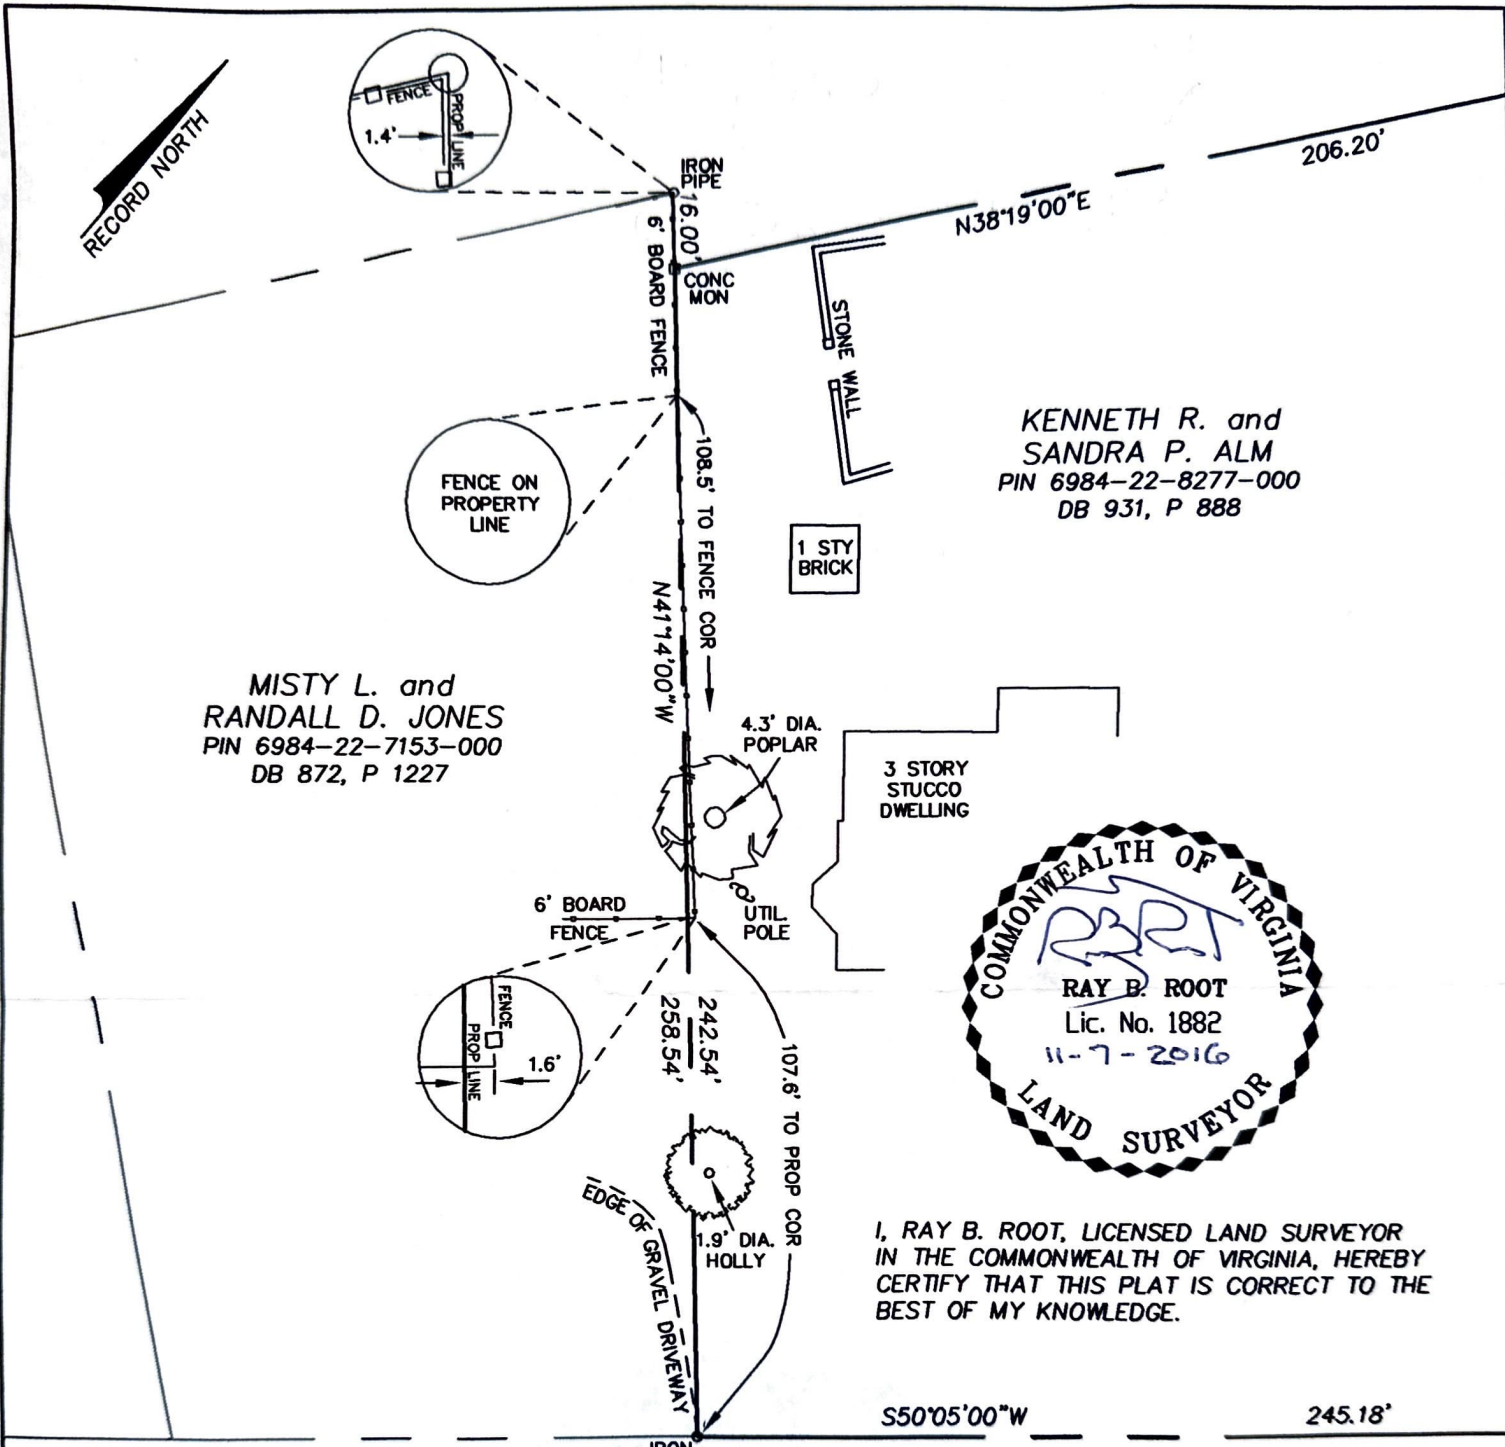 RECORD NORTH
FENCE
PROP LINE
1.4'
IRON
PIPE
16.00'
6' BOARD FENCE
CONC
MON
N38°19'00"E
206.20'
STONE WALL
KENNETH R. and
SANDRA P. ALM
PIN 6984-22-8277-000
DB 931, P 888
FENCE ON
PROPERTY
LINE
108.5' TO FENCE COR
1 STY
BRICK
N41°14'00"W
MISTY L. and
RANDALL D. JONES
PIN 6984-22-7153-000
DB 872, P 1227
4.3' DIA.
POPLAR
3 STORY
STUCCO
DWELLING
6' BOARD
FENCE
UTIL.
POLE
FENCE
PROP LINE
1.6'
242.54'
258.54'
107.6' TO PROP COR
COMMONWEALTH OF VIRGINIA
RAY B. ROOT
Lic. No. 1882
11-7-2016
LAND SURVEYOR
EDGE OF GRAVEL DRIVEWAY
1.9' DIA.
HOLLY
I, RAY B. ROOT, LICENSED LAND SURVEYOR
IN THE COMMONWEALTH OF VIRGINIA, HEREBY
CERTIFY THAT THIS PLAT IS CORRECT TO THE
BEST OF MY KNOWLEDGE.
S50°05'00"W
245.18'
IRON